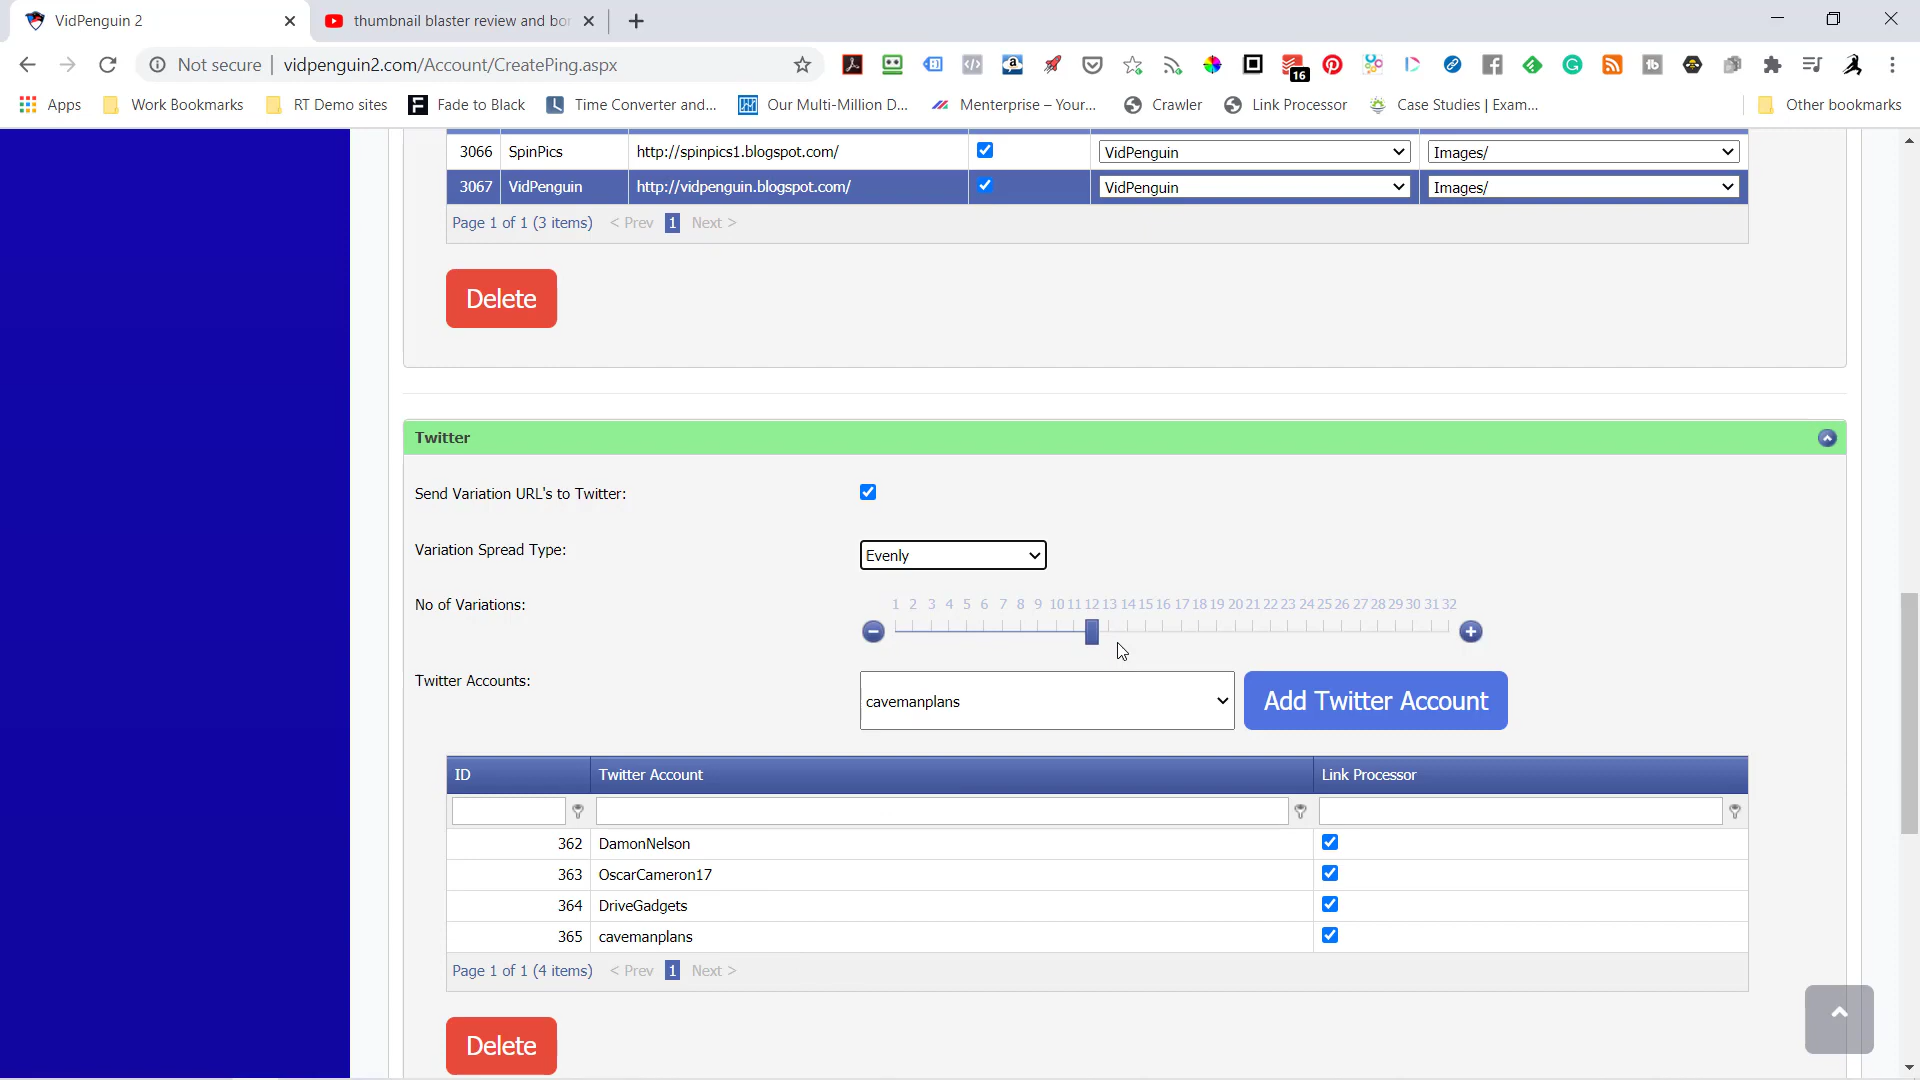 VidPenguin 2
thumbnail blaster review and bor
Not secure
vidpenguin2.com/Account/CreatePing.aspx
16
Apps
Work Bookmarks
RT Demo sites
Fade to Black
Time Converter and...
Our Multi-Million D...
Menterprise – Your...
Crawler
Link Processor
Case Studies | Exam...
Other bookmarks
3066 SpinPics http://spinpics1.blogspot.com/ VidPenguin Images/
3067 VidPenguin http://vidpenguin.blogspot.com/ VidPenguin Images/
Page 1 of 1 (3 items) < Prev 1 Next >
Delete
Twitter
Send Variation URL's to Twitter:
Variation Spread Type: Evenly
1 2 3 4 5 6 7 8 9 10 11 12 13 14 15 16 17 18 19 20 21 22 23 24 25 26 27 28 29 30 31 32
No of Variations:
Twitter Accounts: cavemanplans Add Twitter Account
ID Twitter Account Link Processor
362 DamonNelson
363 OscarCameron17
364 DriveGadgets
365 cavemanplans
Page 1 of 1 (4 items) < Prev 1 Next >
Delete